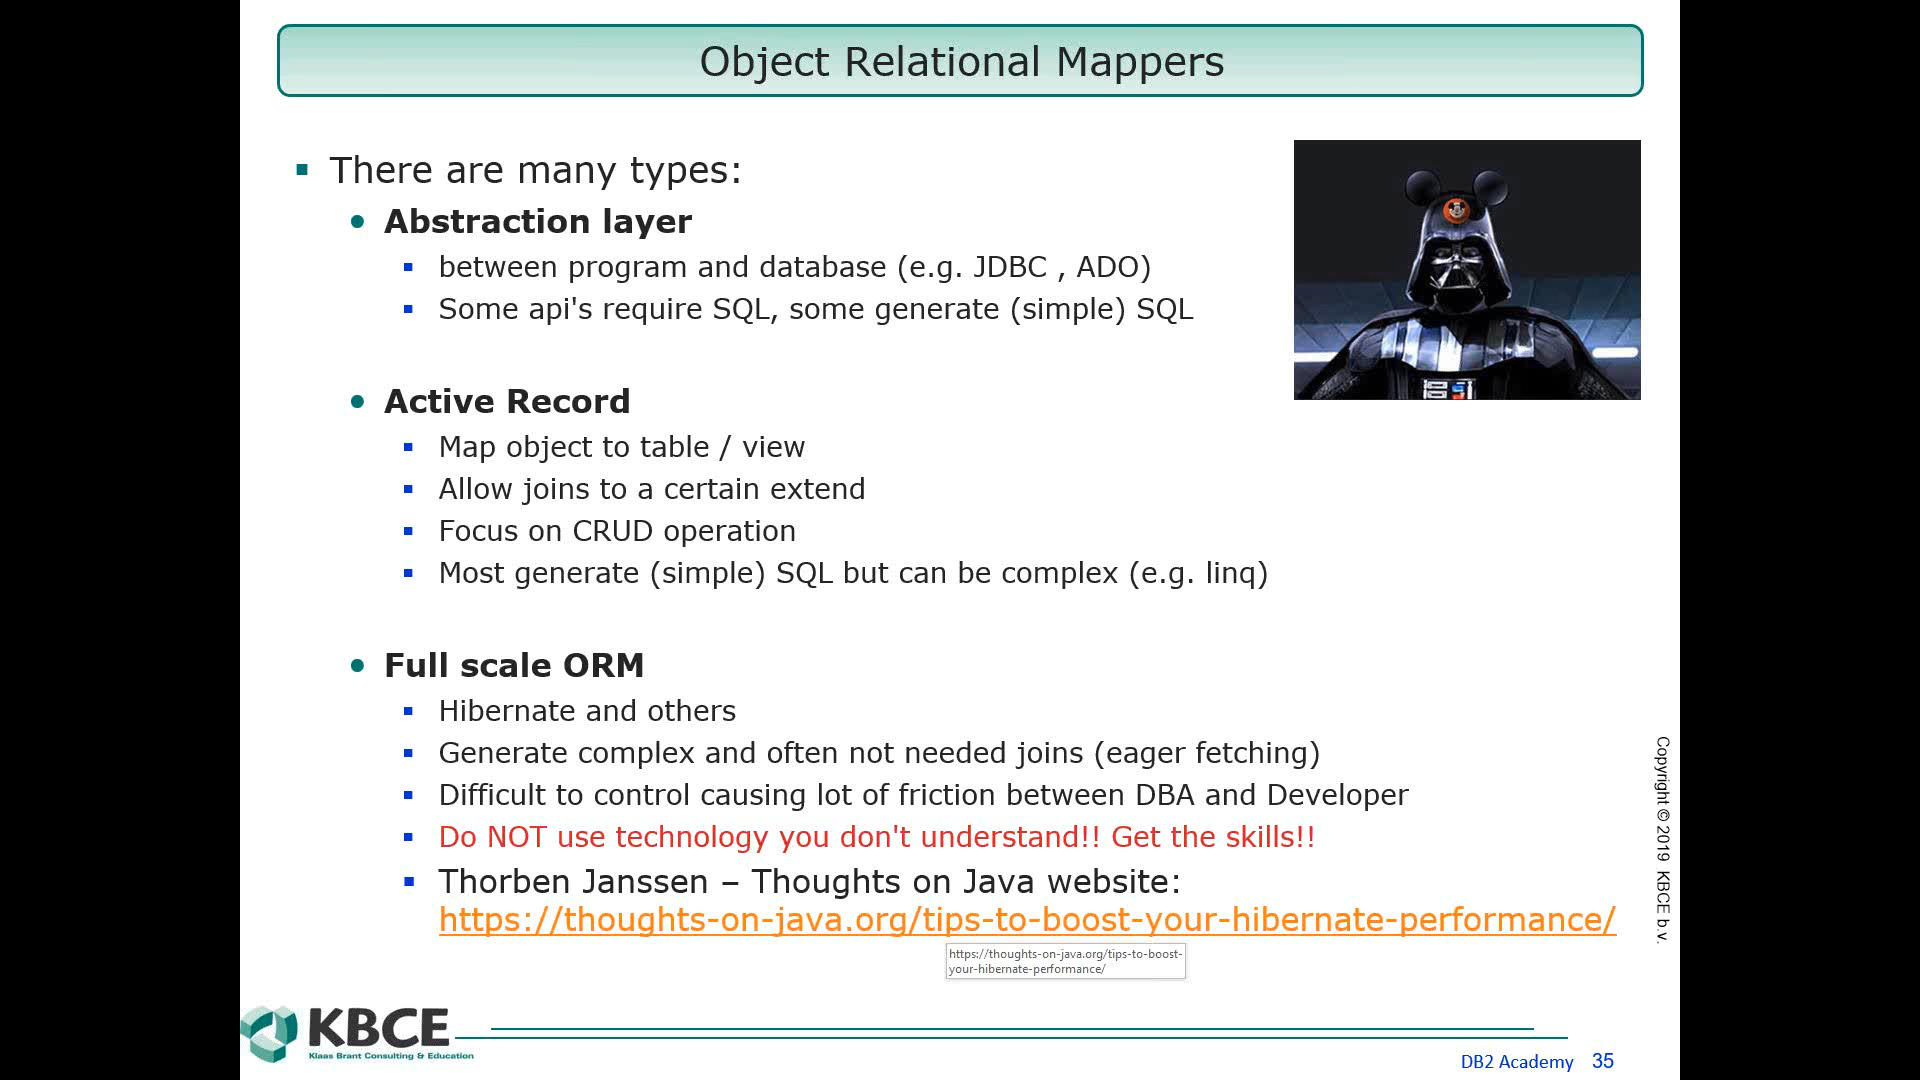 Object Relational Mappers
There are many types:
Abstraction layer
between program and database (e.g. JDBC , ADO)
Some api's require SQL, some generate (simple) SQL
Active Record
Map object to table / view
Allow joins to a certain extend
Focus on CRUD operation
Most generate (simple) SQL but can be complex (e.g. linq)
Full scale ORM
Hibernate and others
Generate complex and often not needed joins (eager fetching)
Difficult to control causing lot of friction between DBA and Developer
Do NOT use technology you don't understand!! Get the skills!!
Thorben Janssen – Thoughts on Java website:
https://thoughts-on-java.org/tips-to-boost-your-hibernate-performance/
https://thoughts-on-java.org/tips-to-boost-
your-hibernate-performance/
Copyright © 2019 KBCE b.v.
KBCE
Klaas Brant Consulting & Education
DB2 Academy 35